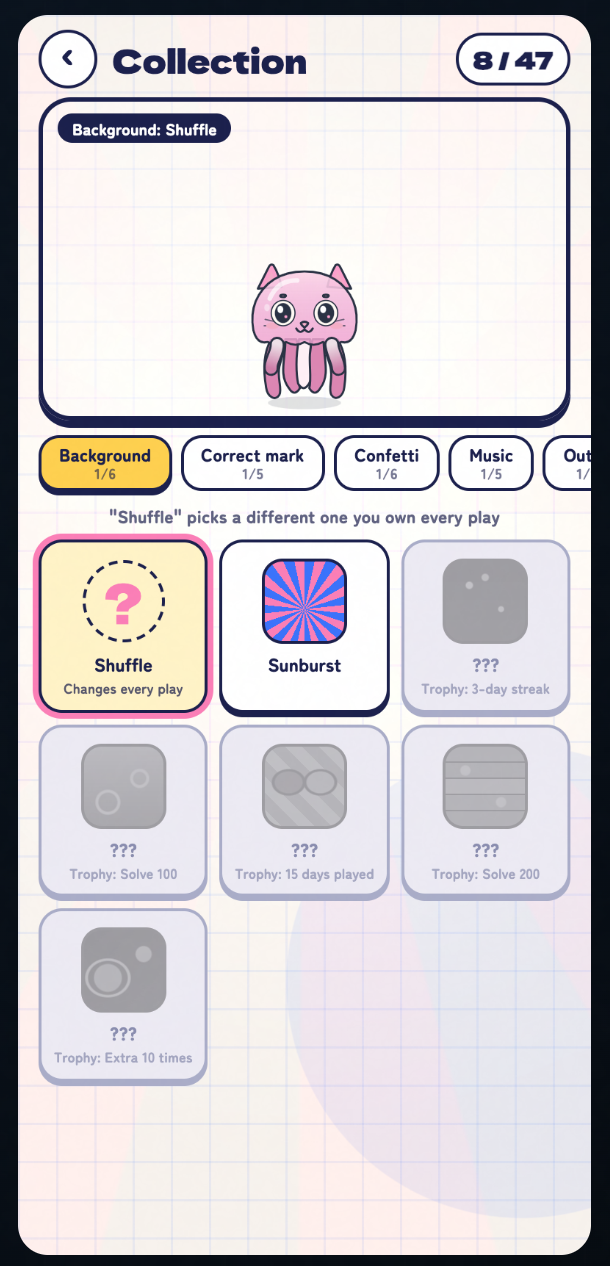 Collection
8 / 47
Background: Shuffle
Background
1/6
Correct mark
1/5
Confetti
1/6
Music
1/5
Out
1/
"Shuffle" picks a different one you own every play
?
Shuffle
Changes every play
Sunburst
???
Trophy: 3-day streak
???
Trophy: Solve 100
???
Trophy: 15 days played
???
Trophy: Solve 200
???
Trophy: Extra 10 times